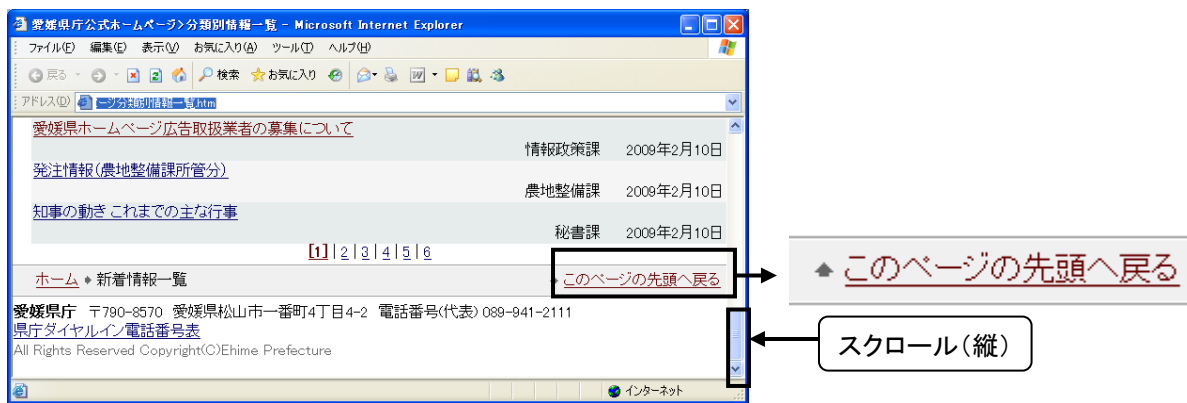 愛媛県庁公式ホームページ>分類別情報一覧 - Microsoft Internet Explorer
ファイル(F) 編集(E) 表示(V) お気に入り(A) ツール(T) ヘルプ(H)
戻る 検索 お気に入り
アドレス(D) ージ分類別情報一覧.htm
愛媛県ホームページ広告取扱業者の募集について
情報政策課 2009年2月10日
発注情報(農地整備課所管分)
農地整備課 2009年2月10日
知事の動き これまでの主な行事
秘書課 2009年2月10日
[1] | 2 | 3 | 4 | 5 | 6
ホーム 新着情報一覧 このページの先頭へ戻る
このページの先頭へ戻る
愛媛県庁 〒790-8570 愛媛県松山市一番町4丁目4-2 電話番号(代表) 089-941-2111
県庁ダイヤルイン電話番号表
All Rights Reserved Copyright(C)Ehime Prefecture
スクロール(縦)
インターネット